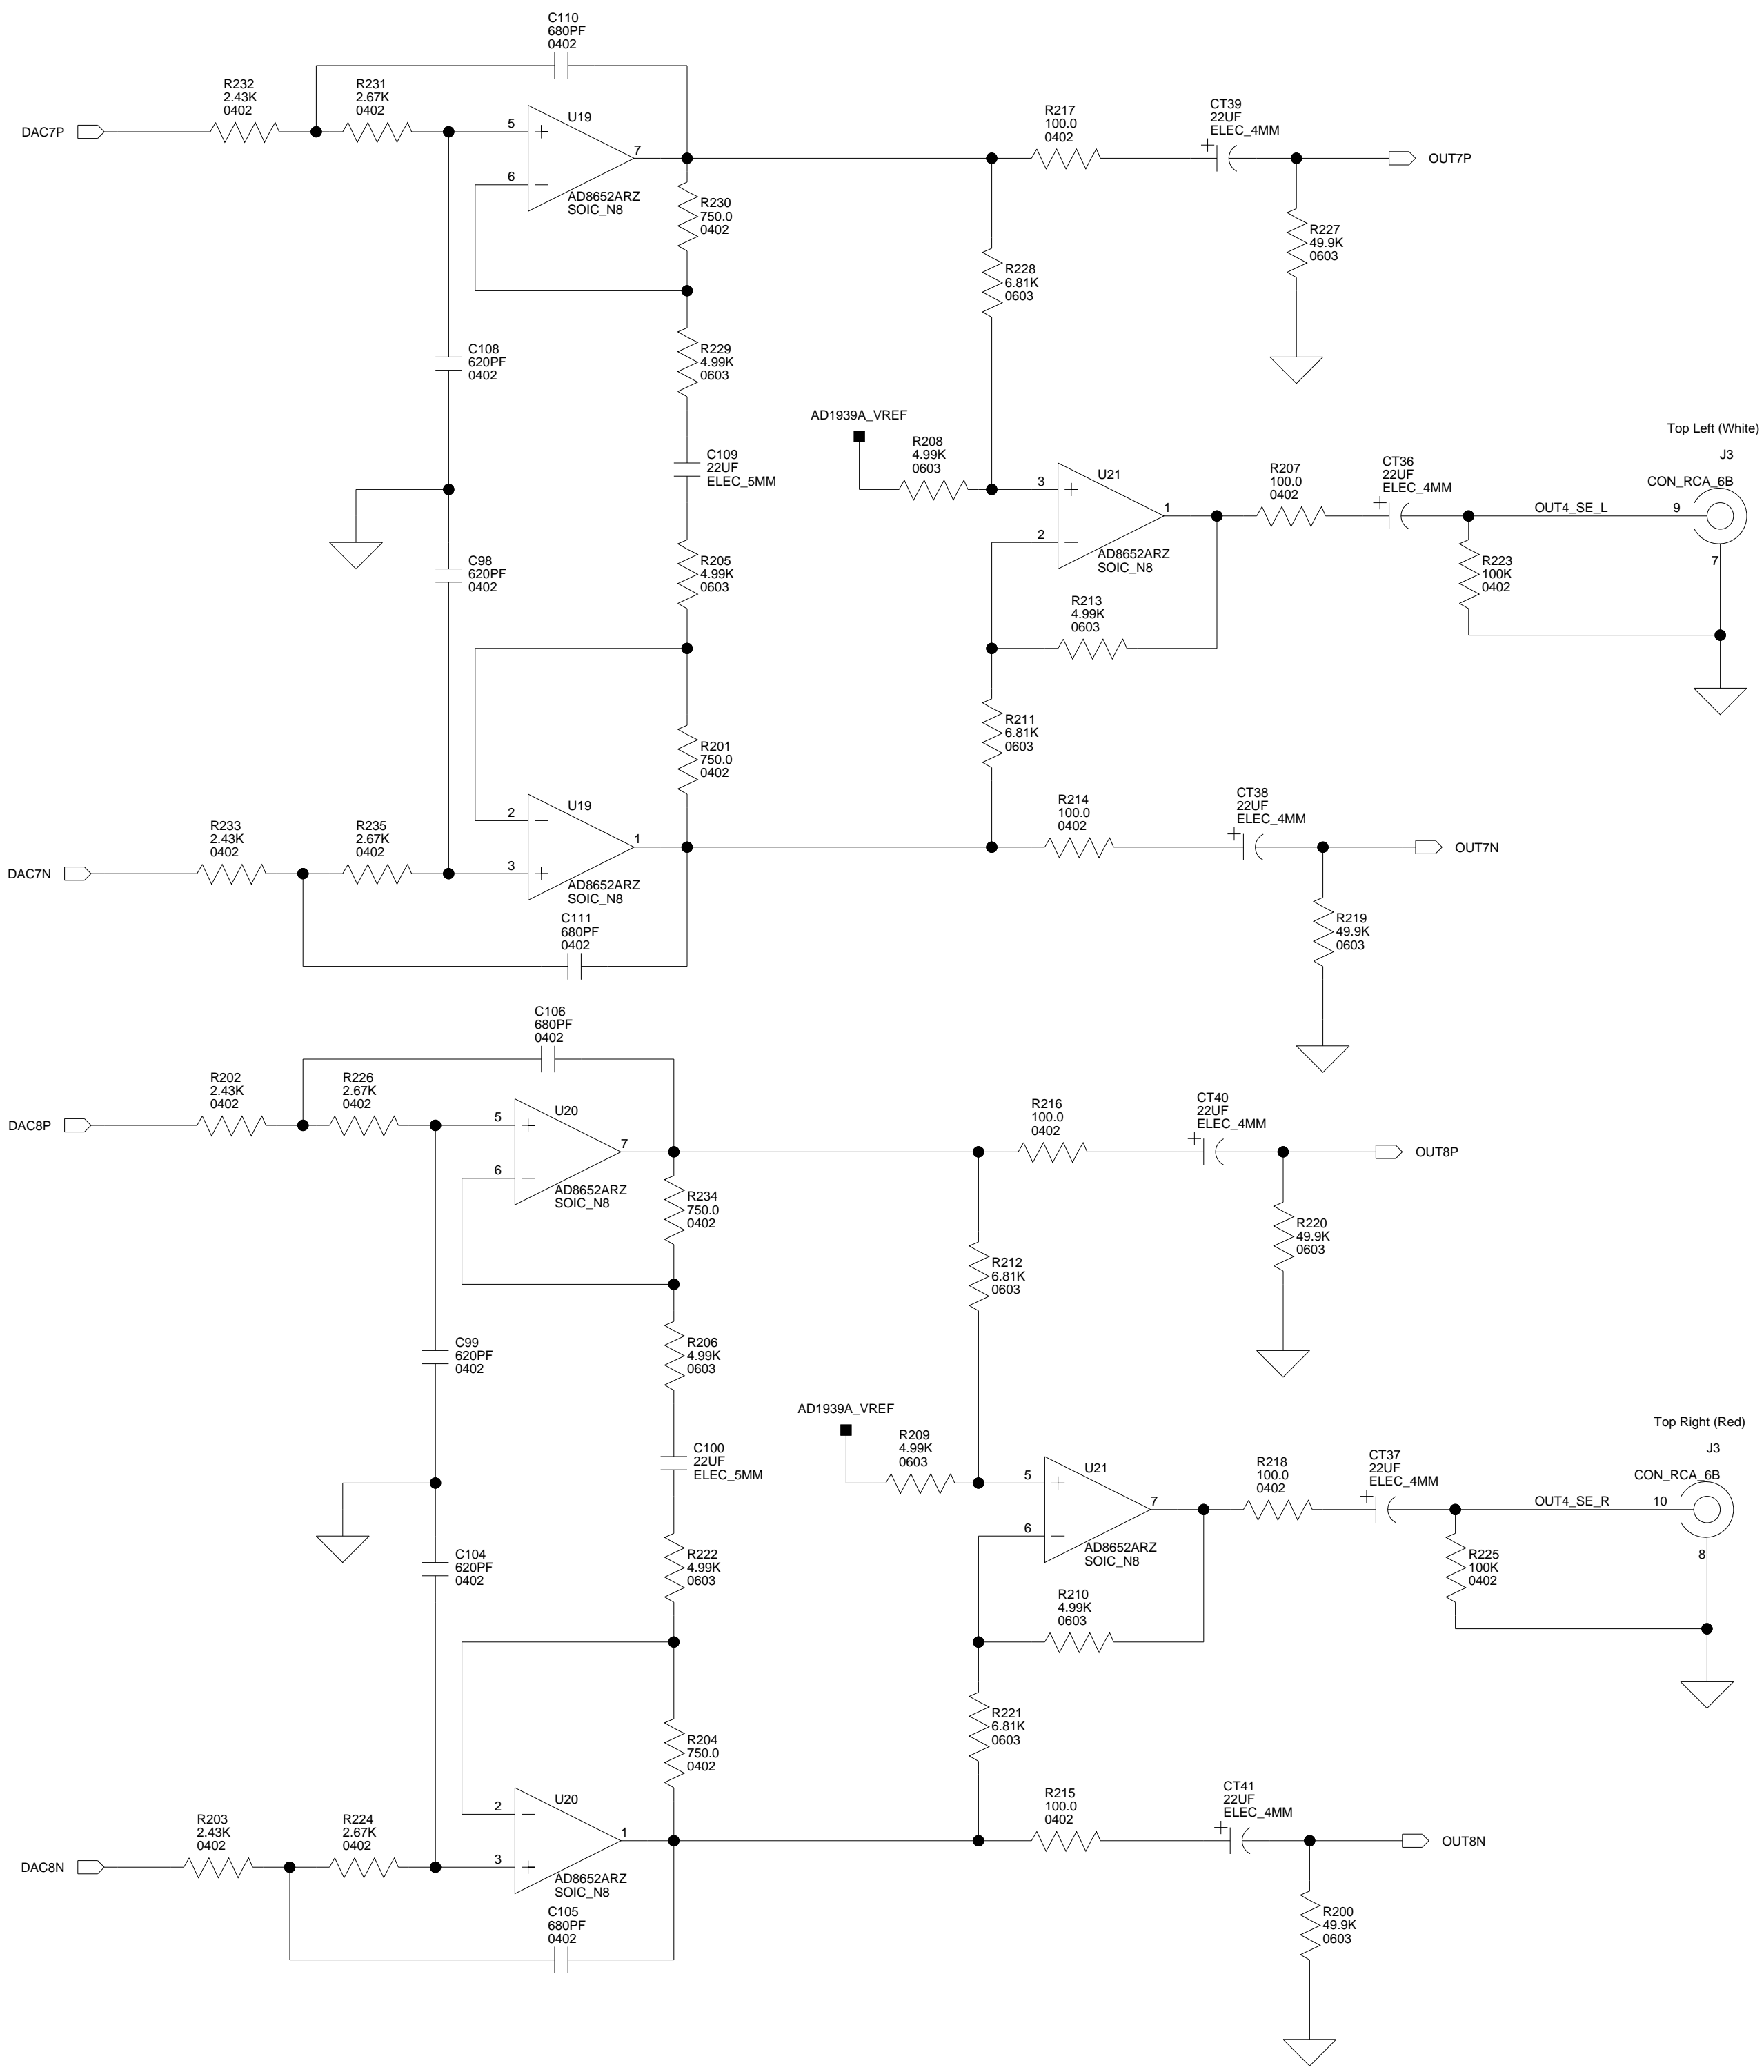 C110
680PF
0402
R232
2.43K
0402
R231
2.67K
0402
DAC7P
5
6
7
U19
AD8652ARZ
SOIC_N8
R230
750.0
0402
R217
100.0
0402
CT39
22UF
ELEC_4MM
OUT7P
R227
49.9K
0603
R228
6.81K
0603
C108
620PF
0402
R229
4.99K
0603
C109
22UF
ELEC_5MM
AD1939A_VREF
R208
4.99K
0603
3
2
1
U21
AD8652ARZ
SOIC_N8
R207
100.0
0402
CT36
22UF
ELEC_4MM
OUT4_SE_L
Top Left (White)
J3
CON_RCA_6B
9
7
R223
100K
0402
C98
620PF
0402
R205
4.99K
0603
R213
4.99K
0603
R211
6.81K
0603
R201
750.0
0402
R233
2.43K
0402
R235
2.67K
0402
DAC7N
2
3
1
U19
AD8652ARZ
SOIC_N8
C111
680PF
0402
R214
100.0
0402
CT38
22UF
ELEC_4MM
OUT7N
R219
49.9K
0603
C106
680PF
0402
R202
2.43K
0402
R226
2.67K
0402
DAC8P
5
6
7
U20
AD8652ARZ
SOIC_N8
R234
750.0
0402
R216
100.0
0402
CT40
22UF
ELEC_4MM
OUT8P
R220
49.9K
0603
R212
6.81K
0603
C99
620PF
0402
R206
4.99K
0603
C100
22UF
ELEC_5MM
AD1939A_VREF
R209
4.99K
0603
5
6
7
U21
AD8652ARZ
SOIC_N8
R218
100.0
0402
CT37
22UF
ELEC_4MM
OUT4_SE_R
Top Right (Red)
J3
CON_RCA_6B
10
8
R225
100K
0402
C104
620PF
0402
R222
4.99K
0603
R210
4.99K
0603
R221
6.81K
0603
R204
750.0
0402
R203
2.43K
0402
R224
2.67K
0402
DAC8N
2
3
1
U20
AD8652ARZ
SOIC_N8
C105
680PF
0402
R215
100.0
0402
CT41
22UF
ELEC_4MM
OUT8N
R200
49.9K
0603